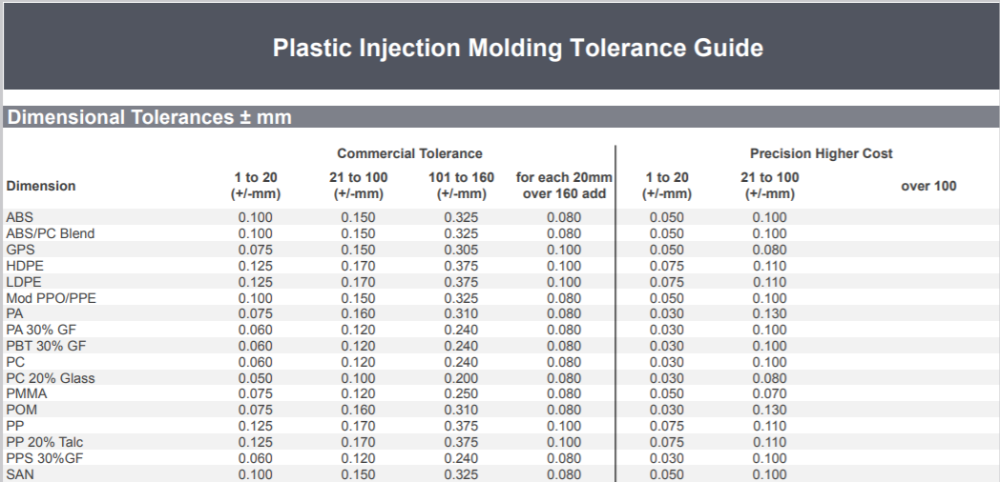 Plastic Injection Molding Tolerance Guide
Dimensional Tolerances ± mm
Commercial Tolerance Precision Higher Cost
Dimension 1 to 20 (+/-mm) 21 to 100 (+/-mm) 101 to 160 (+/-mm) for each 20mm over 160 add 1 to 20 (+/-mm) 21 to 100 (+/-mm) over 100
ABS 0.100 0.150 0.325 0.080 0.050 0.100
ABS/PC Blend 0.100 0.150 0.325 0.080 0.050 0.100
GPS 0.075 0.150 0.305 0.100 0.050 0.080
HDPE 0.125 0.170 0.375 0.100 0.075 0.110
LDPE 0.125 0.170 0.375 0.100 0.075 0.110
Mod PPO/PPE 0.100 0.150 0.325 0.080 0.050 0.100
PA 0.075 0.160 0.310 0.080 0.030 0.130
PA 30% GF 0.060 0.120 0.240 0.080 0.030 0.100
PBT 30% GF 0.060 0.120 0.240 0.080 0.030 0.100
PC 0.060 0.120 0.240 0.080 0.030 0.100
PC 20% Glass 0.050 0.100 0.200 0.080 0.030 0.080
PMMA 0.075 0.120 0.250 0.080 0.050 0.070
POM 0.075 0.160 0.310 0.080 0.030 0.130
PP 0.125 0.170 0.375 0.100 0.075 0.110
PP 20% Talc 0.125 0.170 0.375 0.100 0.075 0.110
PPS 30%GF 0.060 0.120 0.240 0.080 0.030 0.100
SAN 0.100 0.150 0.325 0.080 0.050 0.100